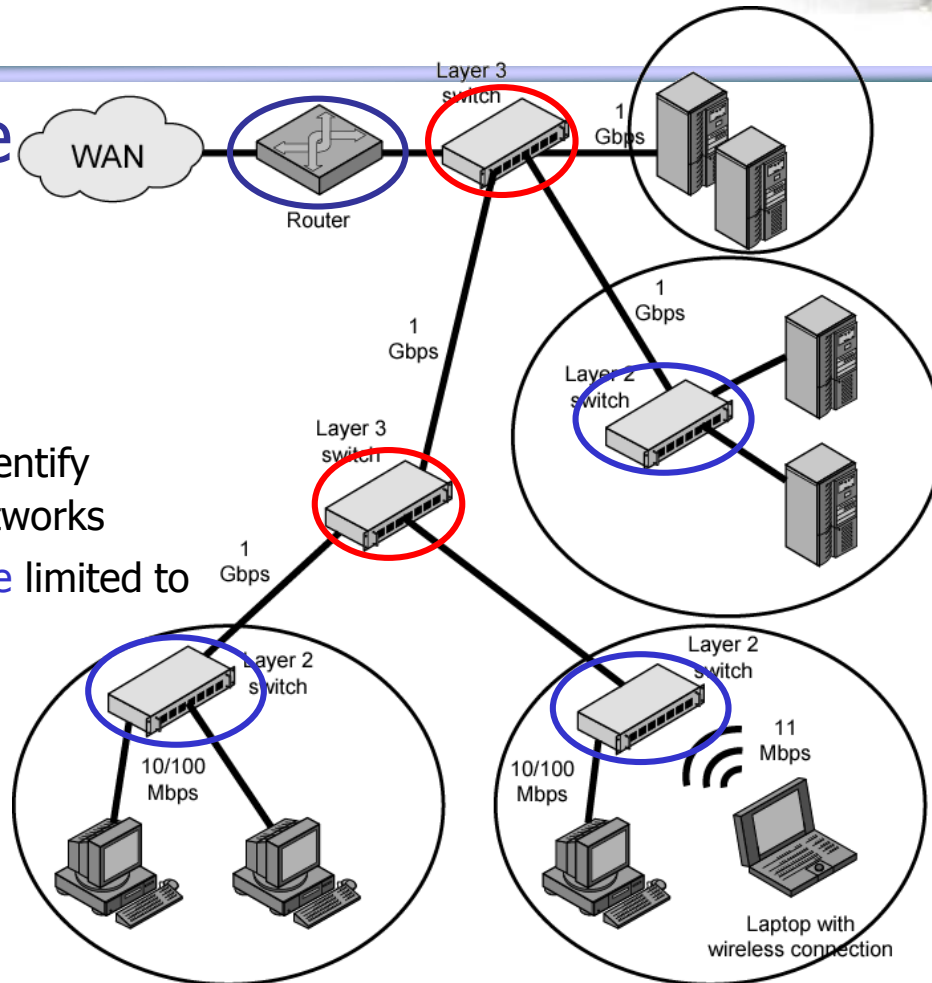 e
WAN
Router
Layer 3
switch
1
Gbps
1
Gbps
1
Gbps
Layer 2
switch
Layer 3
switch
entify
tworks
e limited to
1
Gbps
Layer 2
switch
10/100
Mbps
Layer 2
switch
11
Mbps
10/100
Mbps
Laptop with
wireless connection